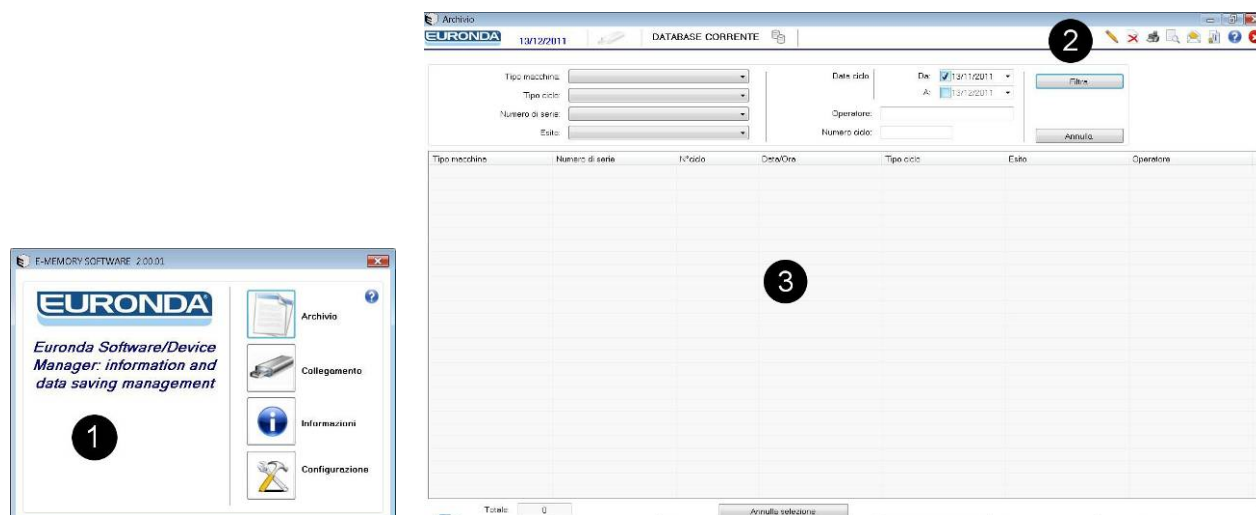 E-MEMORY SOFTWARE 2.00.01
EURONDA
Archivio
Euronda Software/Device
Manager: information and
data saving management
Collegamento
Informazioni
Configurazione
1
Archivio
EURONDA 13/12/2011 DATABASE CORRENTE
2
Tipo macchina: Data ciclo Da: 13/11/2011 Filtra
Tipo ciclo: A: 13/12/2011
Numero di serie: Operatore:
Esito: Numero ciclo: Annulla
Tipo macchina Numero di serie N°ciclo Data/Ora Tipo ciclo Esito Operatore
3
Totale: 0 Annulla selezione